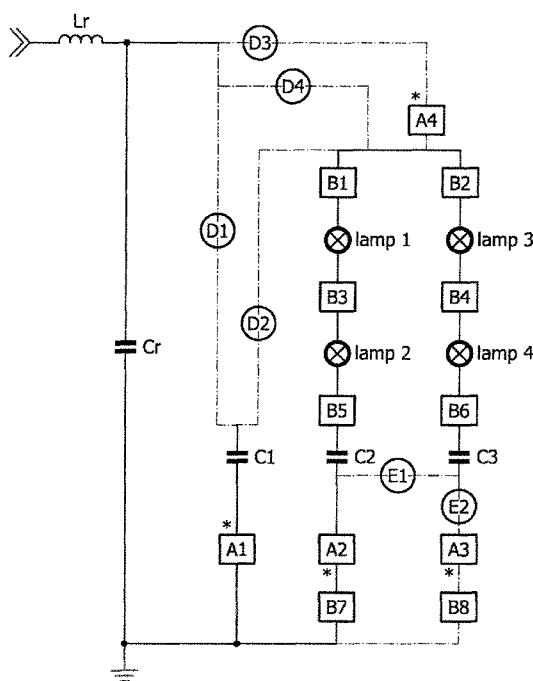 Lr
D3
D4
*
A4
B1
B2
D1
lamp 1
lamp 3
B3
B4
D2
Cr
lamp 2
lamp 4
B5
B6
C1
C2
C3
E1
E2
*
A1
A2
A3
*
*
B7
B8